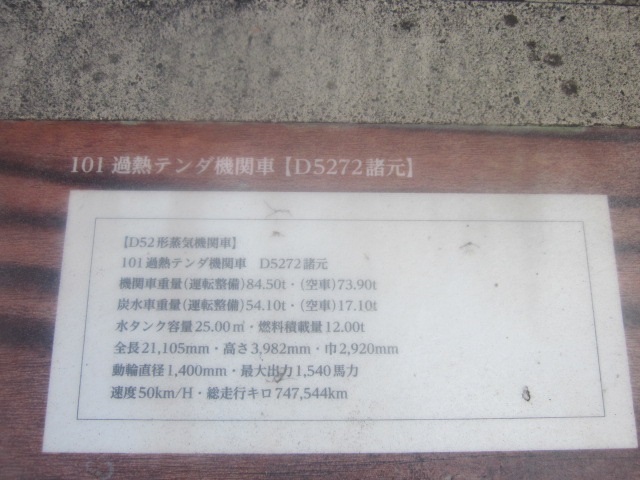 101 過熱テンダ機関車【D5272諸元】
【D52形蒸気機関車】
101過熱テンダ機関車　D5272諸元
機関車重量(運転整備)84.50t・(空車)73.90t
炭水車重量(運転整備)54.10t・(空車)17.10t
水タンク容量25.00㎥・燃料積載量12.00t
全長21,105mm・高さ3,982mm・巾2,920mm
動輪直径1,400mm・最大出力1,540馬力
速度50km/H・総走行キロ747,544km